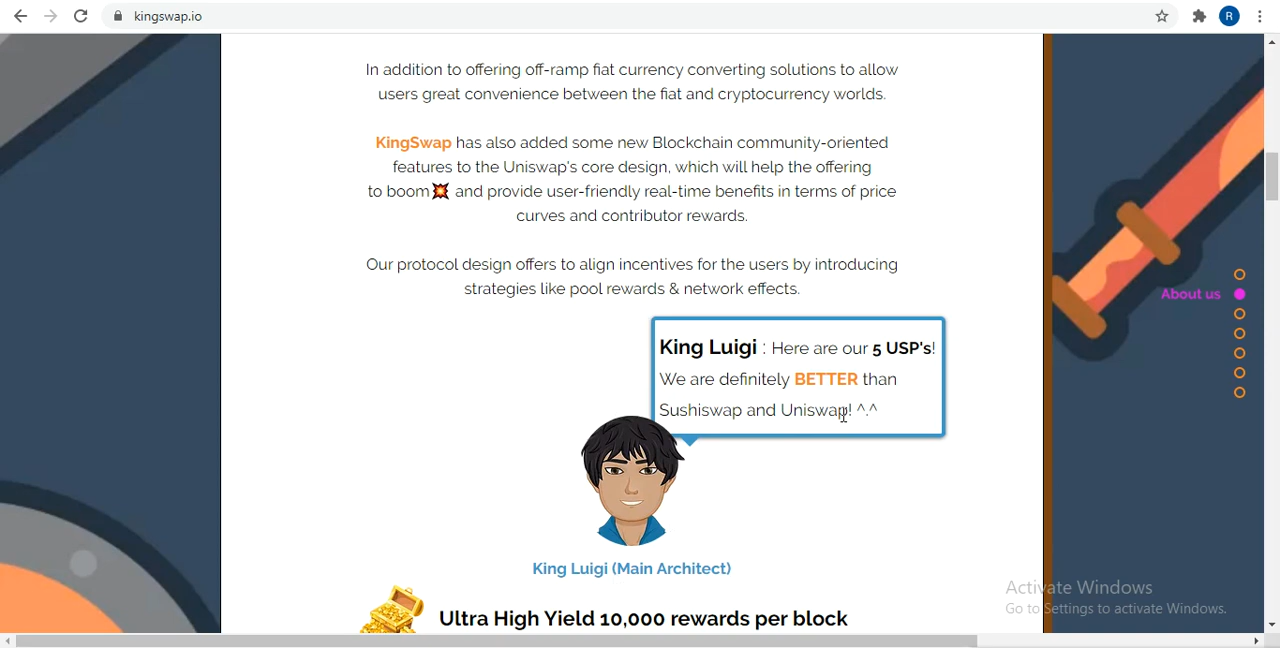 kingswap.io
R
In addition to offering off-ramp fiat currency converting solutions to allow
users great convenience between the fiat and cryptocurrency worlds.
KingSwap has also added some new Blockchain community-oriented
features to the Uniswap's core design, which will help the offering
to boom💥 and provide user-friendly real-time benefits in terms of price
curves and contributor rewards.
Our protocol design offers to align incentives for the users by introducing
strategies like pool rewards & network effects.
About us
King Luigi : Here are our 5 USP's!
We are definitely BETTER than
Sushiswap and Uniswap! ^.^
King Luigi (Main Architect)
Ultra High Yield 10,000 rewards per block
Activate Windows
Go to Settings to activate Windows.